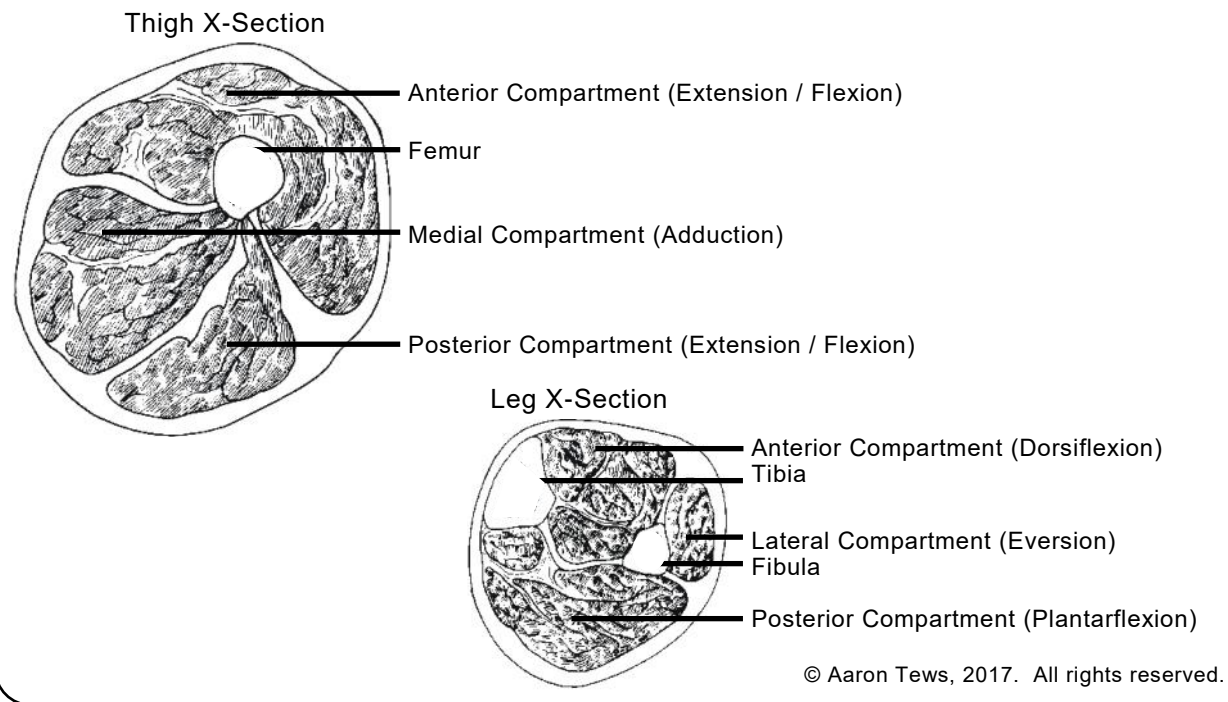 Thigh X-Section
Anterior Compartment (Extension / Flexion)
Femur
Medial Compartment (Adduction)
Posterior Compartment (Extension / Flexion)
Leg X-Section
Anterior Compartment (Dorsiflexion)
Tibia
Lateral Compartment (Eversion)
Fibula
Posterior Compartment (Plantarflexion)
© Aaron Tews, 2017.  All rights reserved.